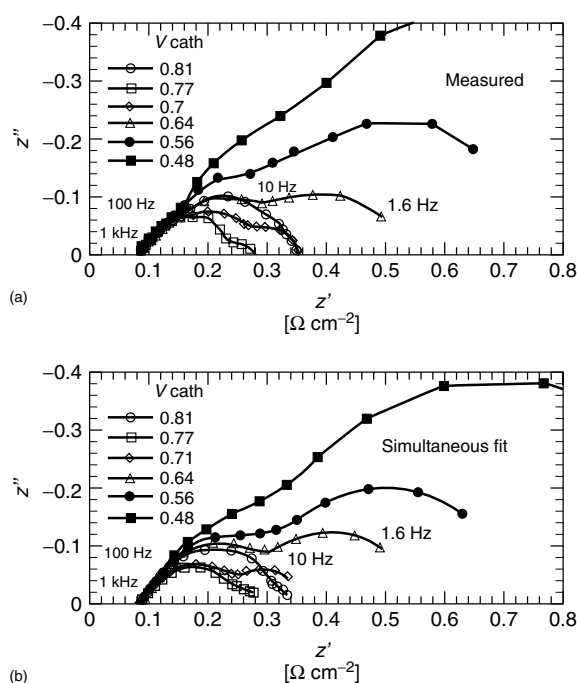 −0.4
−0.3
−0.2
−0.1
0
z''
V cath
0.81
0.77
0.7
0.64
0.56
0.48
Measured
100 Hz
1 kHz
10 Hz
1.6 Hz
0 0.1 0.2 0.3 0.4 0.5 0.6 0.7 0.8
(a)
z'
[Ω cm−2]
−0.4
−0.3
−0.2
−0.1
0
z''
V cath
0.81
0.77
0.71
0.64
0.56
0.48
Simultaneous fit
100 Hz
1 kHz
10 Hz
1.6 Hz
0 0.1 0.2 0.3 0.4 0.5 0.6 0.7 0.8
z'
[Ω cm−2]
(b)